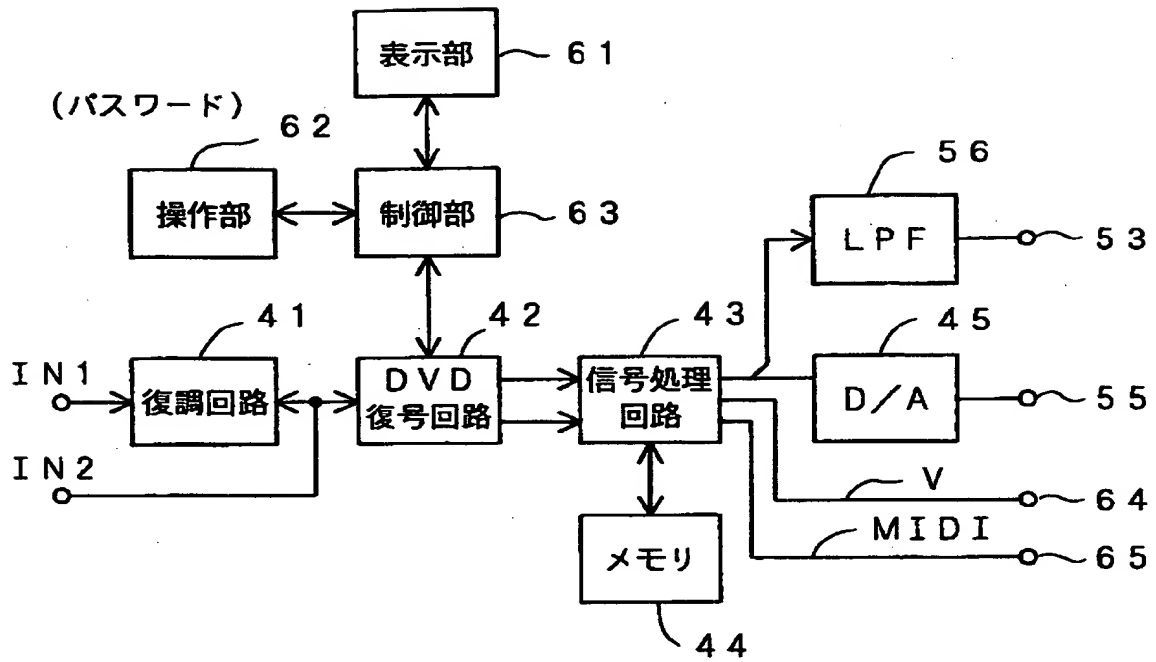 表示部
６１
(パスワード)
６２
操作部
制御部
６３
５６
ＬＰＦ
５３
４１
４２
４３
４５
ＩＮ１
復調回路
ＤＶＤ
復号回路
信号処理
回路
Ｄ／Ａ
５５
ＩＮ２
Ｖ
６４
ＭＩＤＩ
６５
メモリ
４４